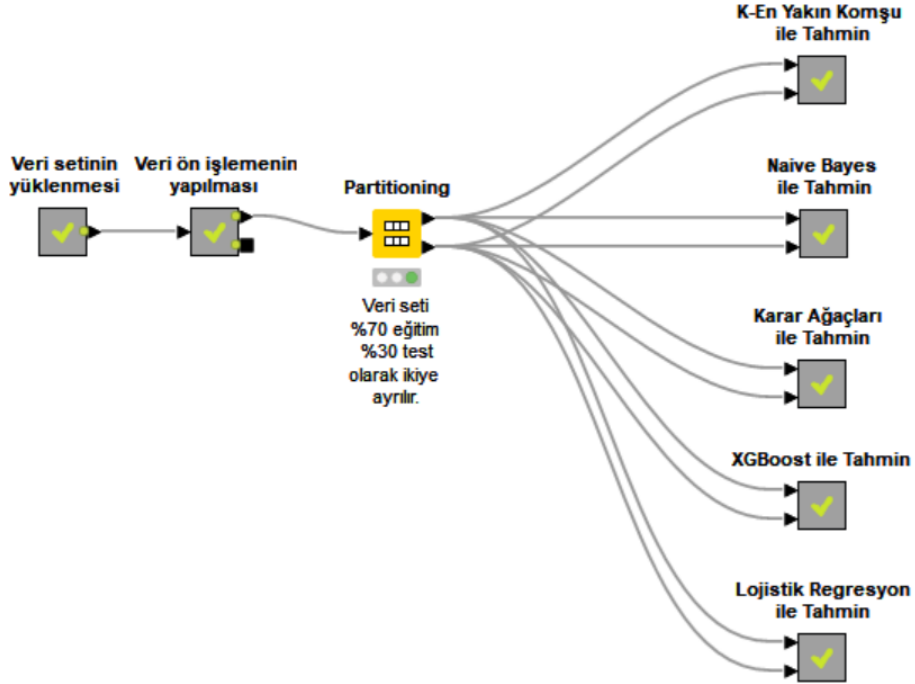 Veri setinin
yüklenmesi
Veri ön işlemenin
yapılması
Partitioning
Veri seti
%70 eğitim
%30 test
olarak ikiye
ayrılır.
K-En Yakın Komşu
ile Tahmin
Naive Bayes
ile Tahmin
Karar Ağaçları
ile Tahmin
XGBoost ile Tahmin
Lojistik Regresyon
ile Tahmin